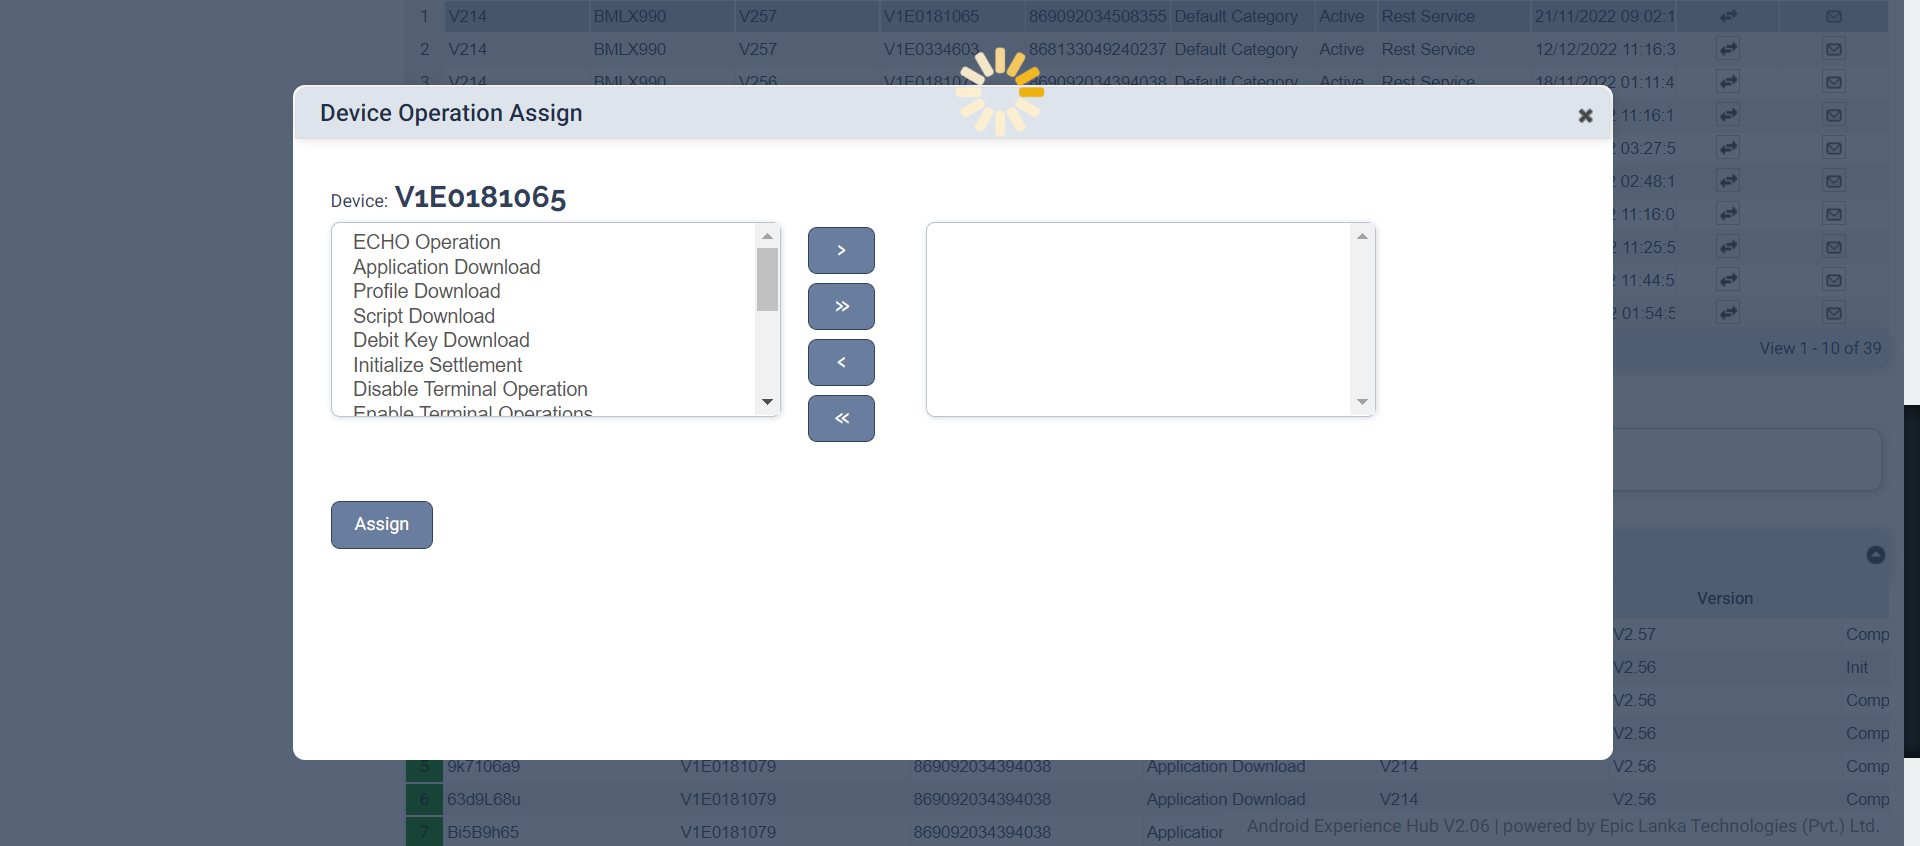 1 V214 BMLX990 V257 V1E0181065 869092034508355 Default Category Active Rest Service 21/11/2022 09:02:1
2 V214 BMLX990 V257 V1E0334603 868133049240237 Default Category Active Rest Service 12/12/2022 11:16:3
3 V214 BMLX990 V256 869092034394038 Default Category Active Rest Service 18/11/2022 01:11:4
Device Operation Assign
11:16:1
03:27:5
Device: V1E0181065
02:48:1
11:16:0
ECHO Operation
>
Application Download
11:25:5
Profile Download
11:44:5
»
Script Download
01:54:5
Debit Key Download
View 1 - 10 of 39
Initialize Settlement
<
Disable Terminal Operation
Enable Terminal Operations
«
Assign
Version
V2.57 Comp
V2.56 Init
V2.56 Comp
V2.56 Comp
5 9k7106a9 V1E0181079 869092034394038 Application Download V214 V2.56 Comp
6 63d9L68u V1E0181079 869092034394038 Application Download V214 V2.56 Comp
7 Bi5B9h65 V1E0181079 869092034394038 Application
Android Experience Hub V2.06 | powered by Epic Lanka Technologies (Pvt.) Ltd.